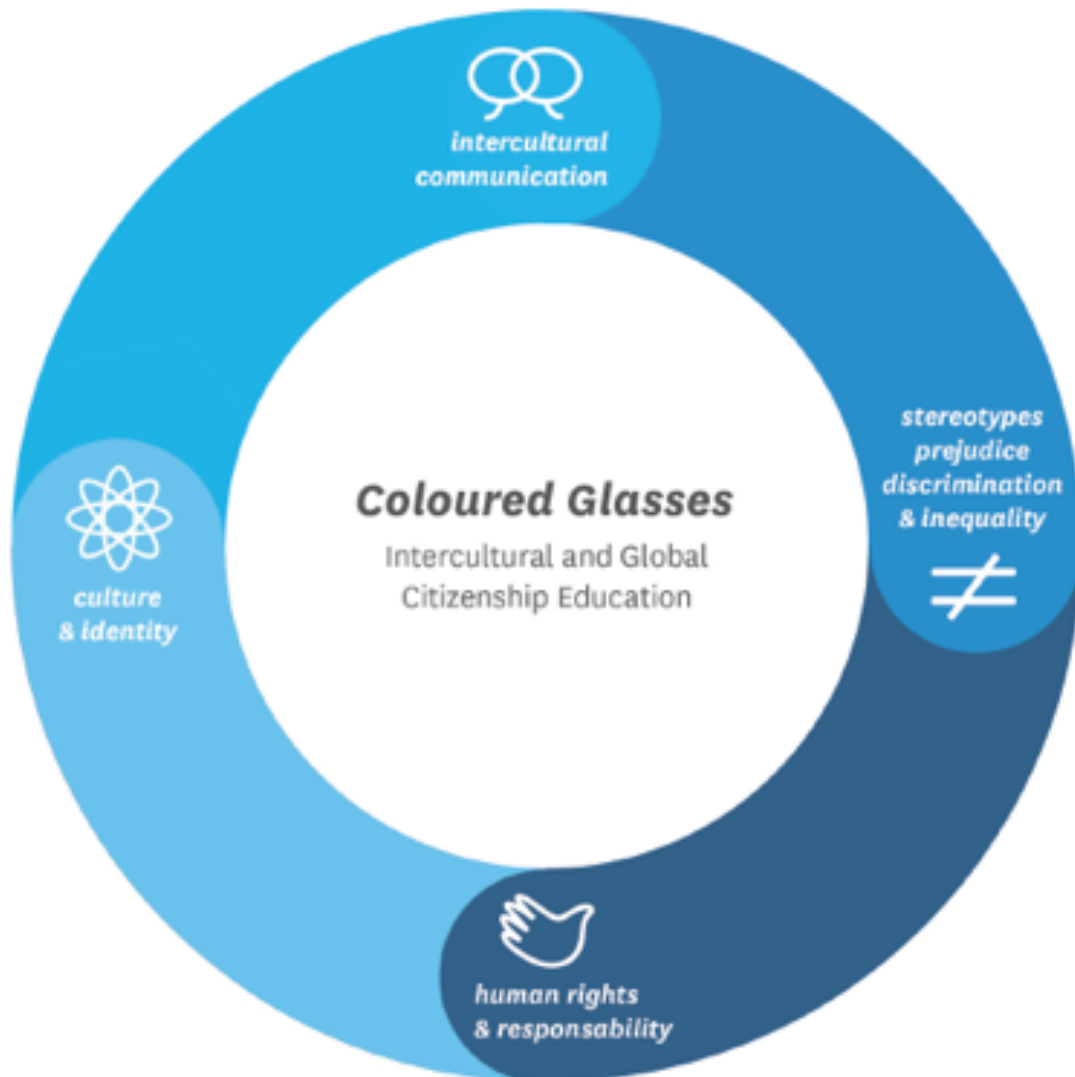 intercultural
communication
stereotypes
prejudice
discrimination
& inequality
Coloured Glasses
Intercultural and Global
Citizenship Education
culture
& identity
human rights
& responsability